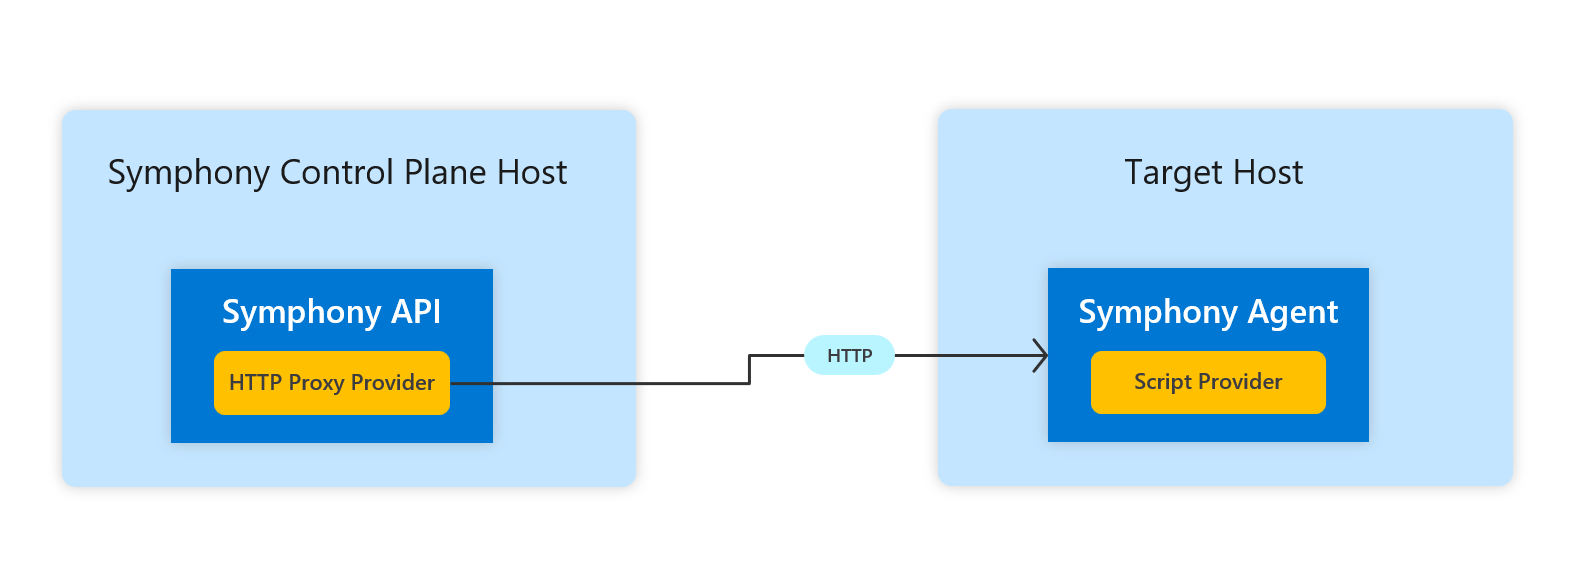 Symphony Control Plane Host
Target Host
Symphony API
HTTP Proxy Provider
HTTP
Symphony Agent
Script Provider